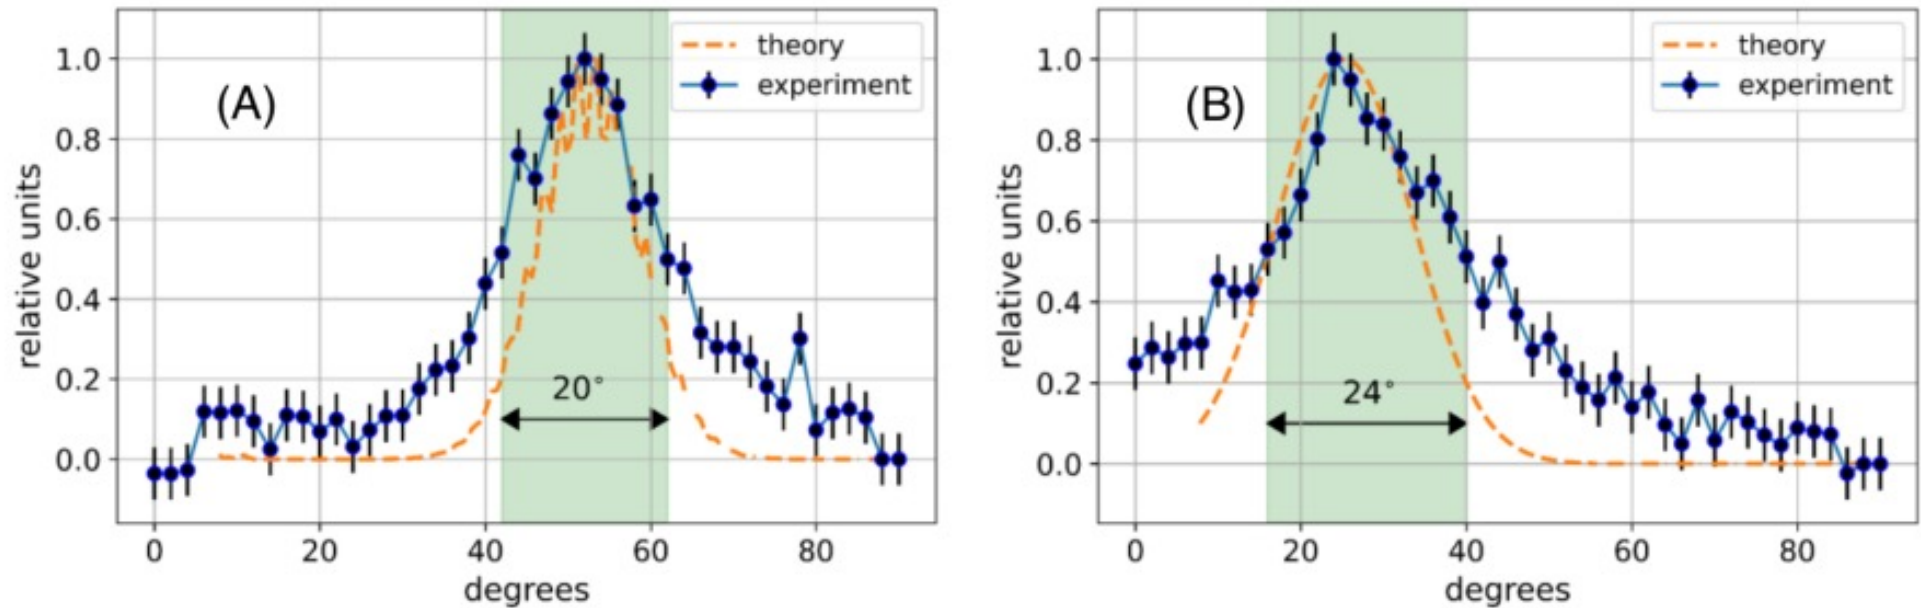 (A)
theory
experiment
1.0
0.8
0.6
0.4
0.2
0.0
relative units
20°
0 20 40 60 80
degrees
(B)
theory
experiment
1.0
0.8
0.6
0.4
0.2
0.0
relative units
24°
0 20 40 60 80
degrees